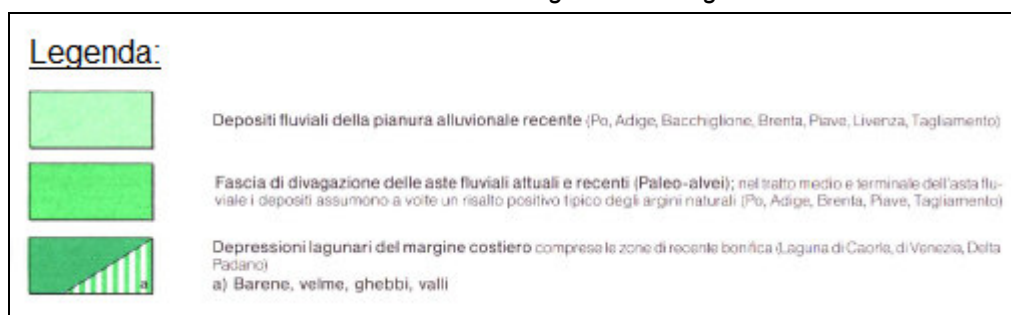 Legenda:
Depositi fluviali della pianura alluvionale recente (Po, Adige, Bacchiglione, Brenta, Piave, Livenza, Tagliamento)
Fascia di divagazione delle aste fluviali attuali e recenti (Paleo-alvei); nel tratto medio e terminale dell'asta flu-
viale i depositi assumono a volte un risalto positivo tipico degli argini naturali (Po, Adige, Brenta, Piave, Tagliamento)
Depressioni lagunari del margine costiero comprese le zone di recente bonifica (Laguna di Caorle, di Venezia, Delta
Padano)
a
a) Barene, velme, ghebbi, valli